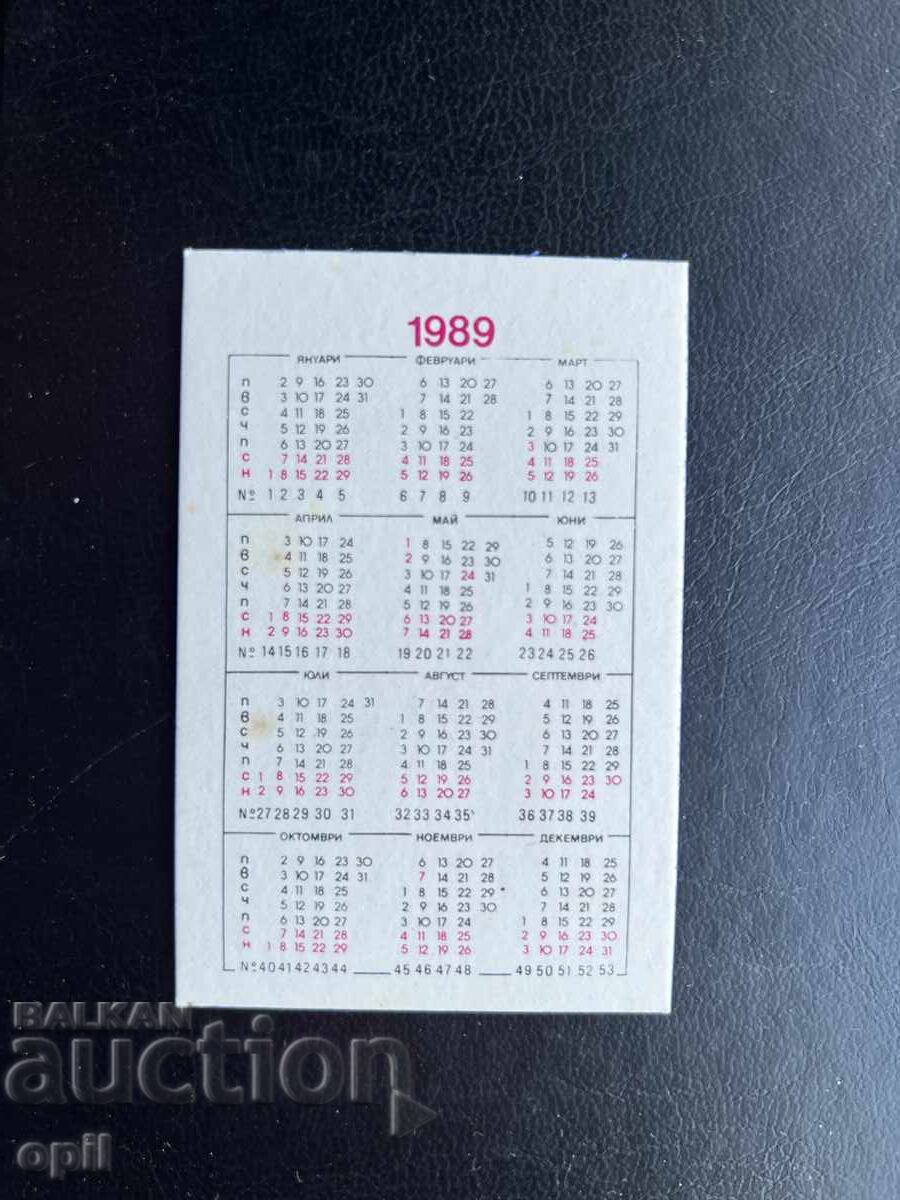 1989
ЯНУАРИ ФЕВРУАРИ МАРТ
П 2 9 16 23 30 6 13 20 27 6 13 20 27
В 3 10 17 24 31 7 14 21 28 7 14 21 28
С 4 11 18 25 1 8 15 22 1 8 15 22 29
Ч 5 12 19 26 2 9 16 23 2 9 16 23 30
П 6 13 20 27 3 10 17 24 3 10 17 24 31
С 7 14 21 28 4 11 18 25 4 11 18 25
Н 1 8 15 22 29 5 12 19 26 5 12 19 26
№ 1 2 3 4 5 6 7 8 9 10 11 12 13
АПРИЛ МАЙ ЮНИ
П 3 10 17 24 1 8 15 22 29 5 12 19 26
В 4 11 18 25 2 9 16 23 30 6 13 20 27
С 5 12 19 26 3 10 17 24 31 7 14 21 28
Ч 6 13 20 27 4 11 18 25 1 8 15 22 29
П 7 14 21 28 5 12 19 26 2 9 16 23 30
С 1 8 15 22 29 6 13 20 27 3 10 17 24
Н 2 9 16 23 30 7 14 21 28 4 11 18 25
№ 14 15 16 17 18 19 20 21 22 23 24 25 26
ЮЛИ АВГУСТ СЕПТЕМВРИ
П 3 10 17 24 31 7 14 21 28 4 11 18 25
В 4 11 18 25 1 8 15 22 29 5 12 19 26
С 5 12 19 26 2 9 16 23 30 6 13 20 27
Ч 6 13 20 27 3 10 17 24 31 7 14 21 28
П 7 14 21 28 4 11 18 25 1 8 15 22 29
С 1 8 15 22 29 5 12 19 26 2 9 16 23 30
Н 2 9 16 23 30 6 13 20 27 3 10 17 24
№ 27 28 29 30 31 32 33 34 35 36 37 38 39
ОКТОМВРИ НОЕМВРИ ДЕКЕМВРИ
П 2 9 16 23 30 6 13 20 27 4 11 18 25
В 3 10 17 24 31 7 14 21 28 5 12 19 26
С 4 11 18 25 1 8 15 22 29 6 13 20 27
Ч 5 12 19 26 2 9 16 23 30 7 14 21 28
П 6 13 20 27 3 10 17 24 1 8 15 22 29
С 7 14 21 28 4 11 18 25 2 9 16 23 30
Н 1 8 15 22 29 5 12 19 26 3 10 17 24 31
№ 40 41 42 43 44 45 46 47 48 49 50 51 52 53
BALKAN
auction
opil